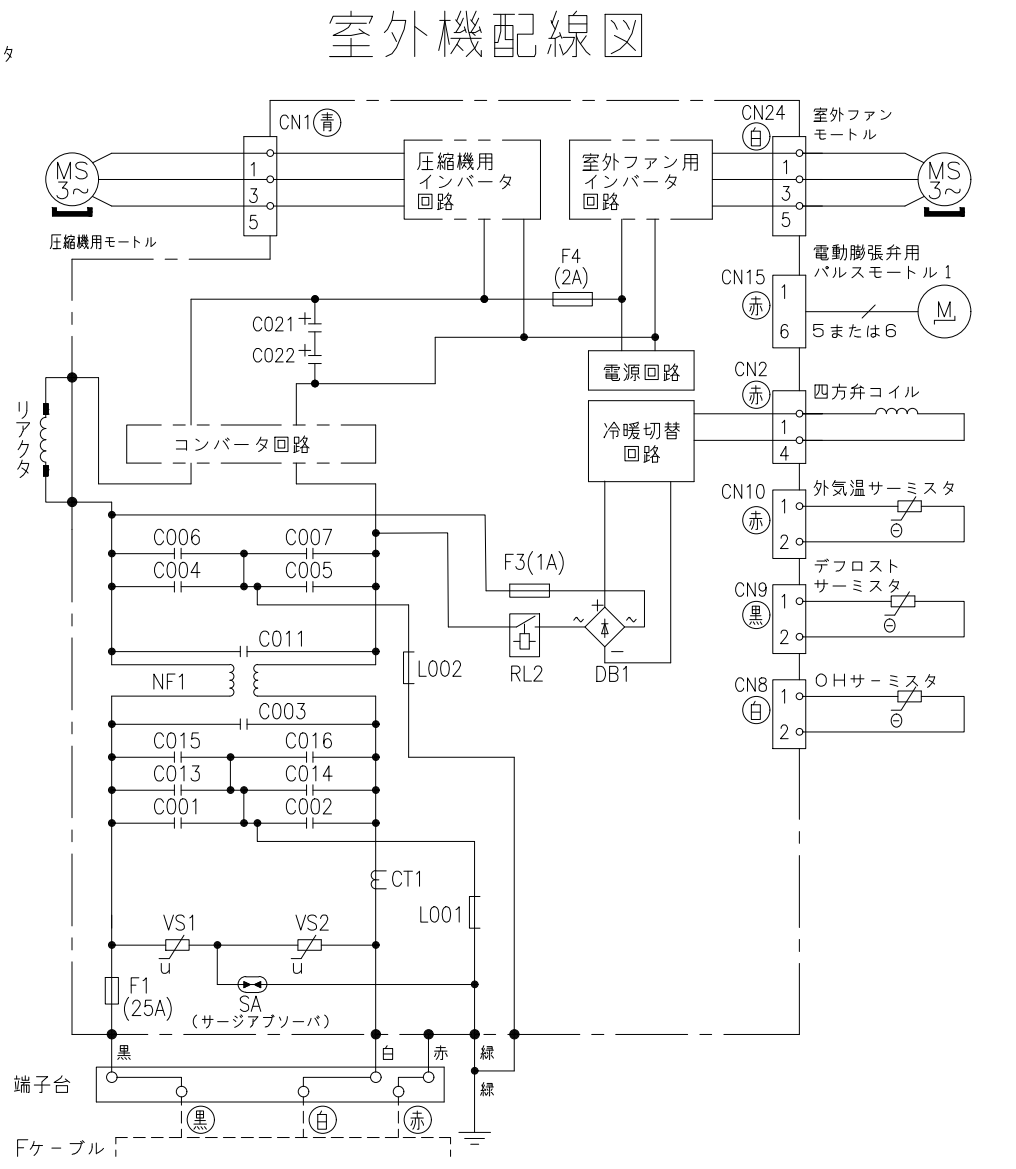 室外機配線図
タ
CN1 青
CN24
白
室外ファン
モートル
MS
3~
1
3
5
圧縮機用
インバータ
回路
室外ファン用
インバータ
回路
1
3
5
MS
3~
圧縮機用モートル
F4
(2A)
電動膨張弁用
パルスモートル1
CN15
赤
1
6
5または6
M
C021 +
C022 +
電源回路
CN2
赤
四方弁コイル
1
4
リアクタ
コンバータ回路
冷暖切替
回路
CN10
赤
外気温サーミスタ
1
2
θ
C006
C007
C004
C005
F3(1A)
デフロスト
サーミスタ
CN9
黒
1
2
θ
C011
L002
RL2
~
+
~
−
DB1
NF1
CN8
白
OHサーミスタ
1
2
θ
C003
C015
C016
C013
C014
C001
C002
CT1
L001
VS1
VS2
u
u
F1
(25A)
SA
(サージアブソーバ)
黒
白
赤
緑
端子台
緑
黒
白
赤
Fケーブル